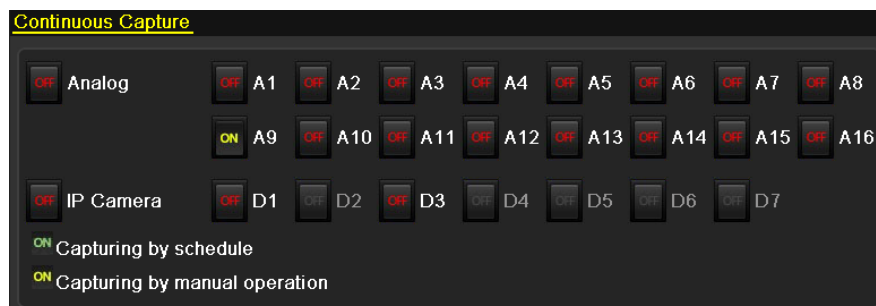 Continuous Capture
OFF Analog OFF A1 OFF A2 OFF A3 OFF A4 OFF A5 OFF A6 OFF A7 OFF A8
ON A9 OFF A10 OFF A11 OFF A12 OFF A13 OFF A14 OFF A15 OFF A16
OFF IP Camera OFF D1 OFF D2 OFF D3 OFF D4 OFF D5 OFF D6 OFF D7
ON Capturing by schedule
ON Capturing by manual operation